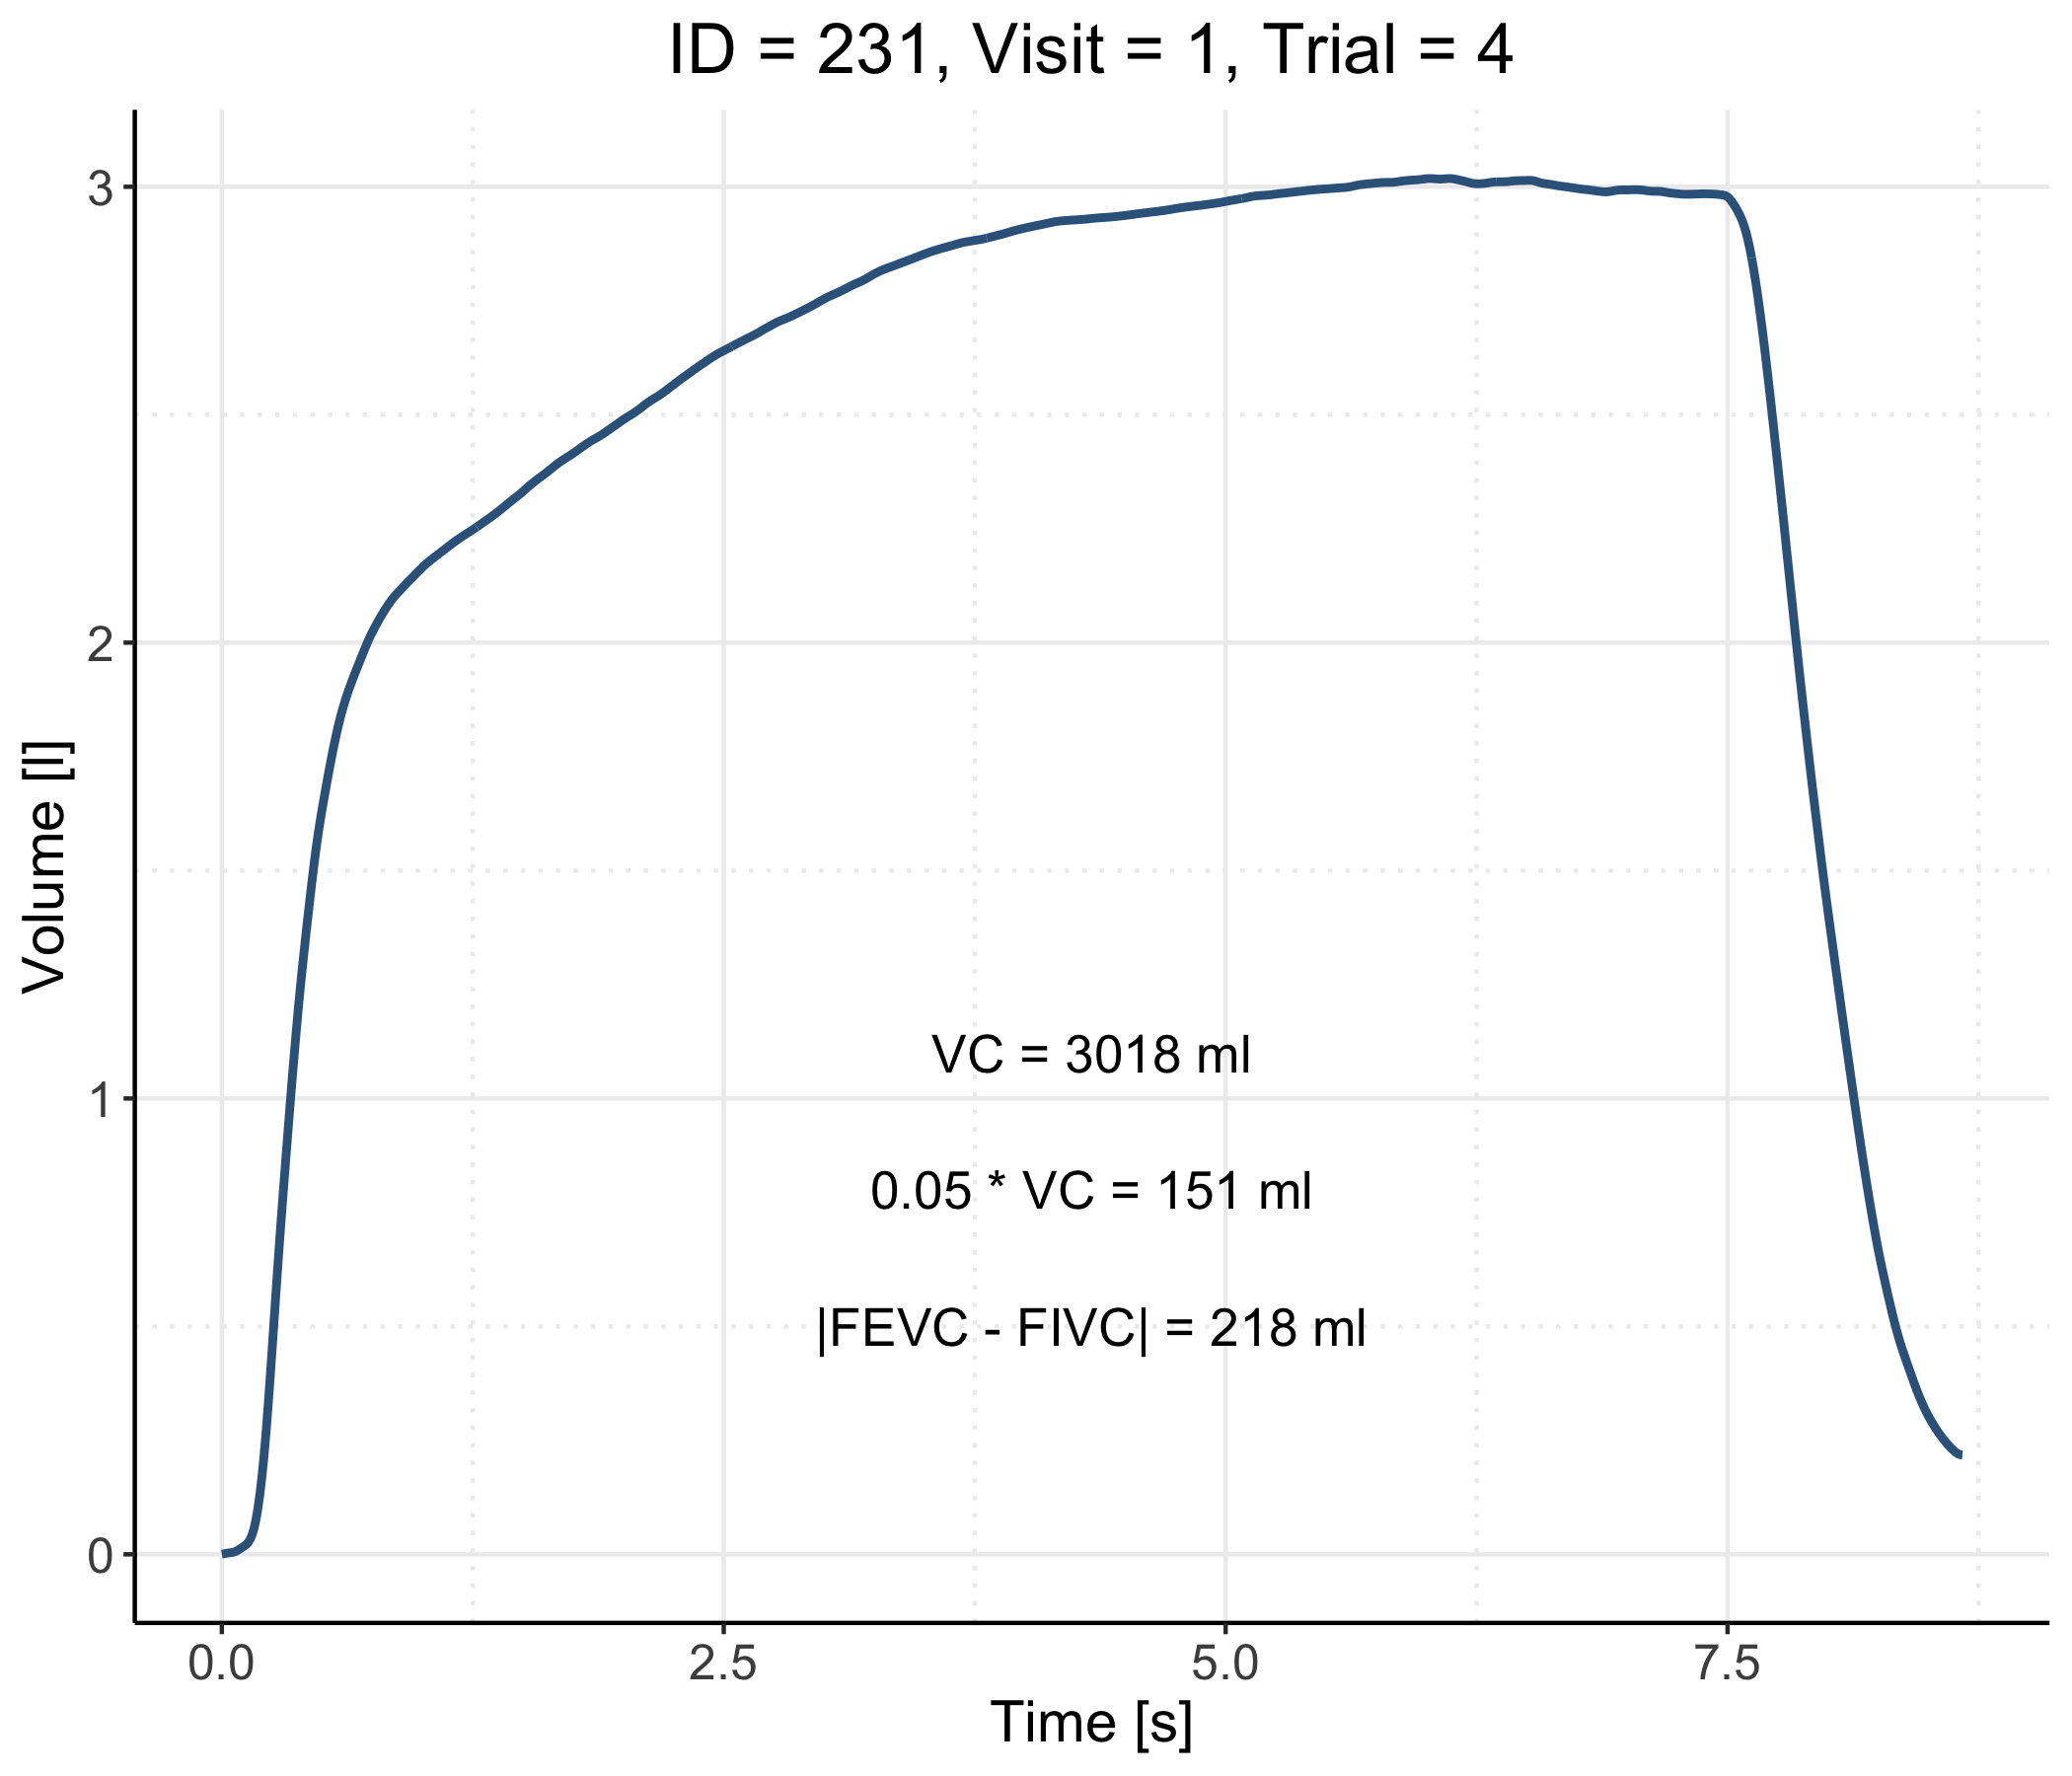 ID = 231, Visit = 1, Trial = 4
3
2
1
0
Volume [l]
VC = 3018 ml
0.05 * VC = 151 ml
|FEVC - FIVC| = 218 ml
0.0 2.5 5.0 7.5
Time [s]